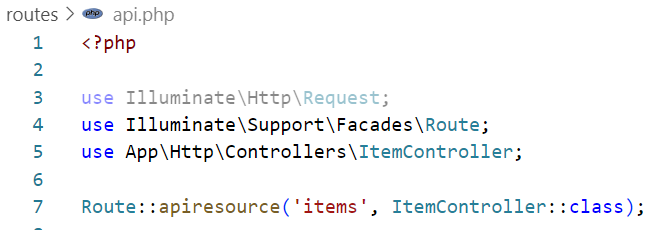 routes > php api.php
1 <?php
2
3 use Illuminate\Http\Request;
4 use Illuminate\Support\Facades\Route;
5 use App\Http\Controllers\ItemController;
6
7 Route::apiresource('items', ItemController::class);